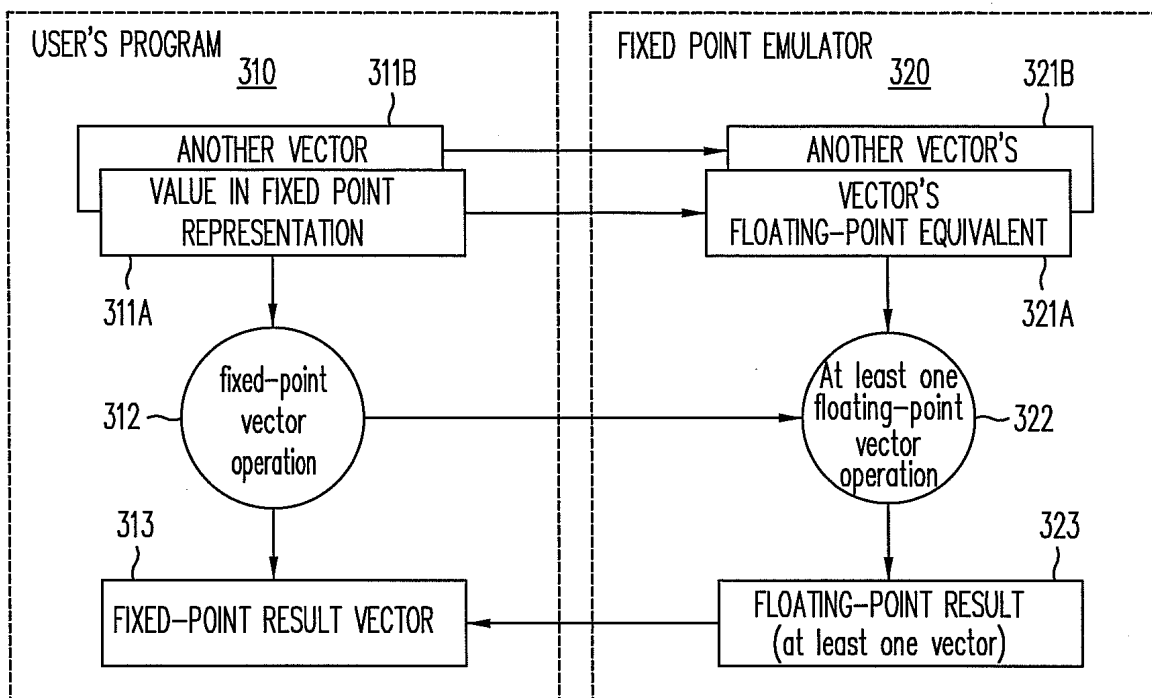 USER'S PROGRAM
310
311B
ANOTHER VECTOR
VALUE IN FIXED POINT
REPRESENTATION
311A
312
fixed-point
vector
operation
313
FIXED-POINT RESULT VECTOR
FIXED POINT EMULATOR
320
321B
ANOTHER VECTOR'S
VECTOR'S
FLOATING-POINT EQUIVALENT
321A
At least one
floating-point
vector
operation
322
323
FLOATING-POINT RESULT
(at least one vector)